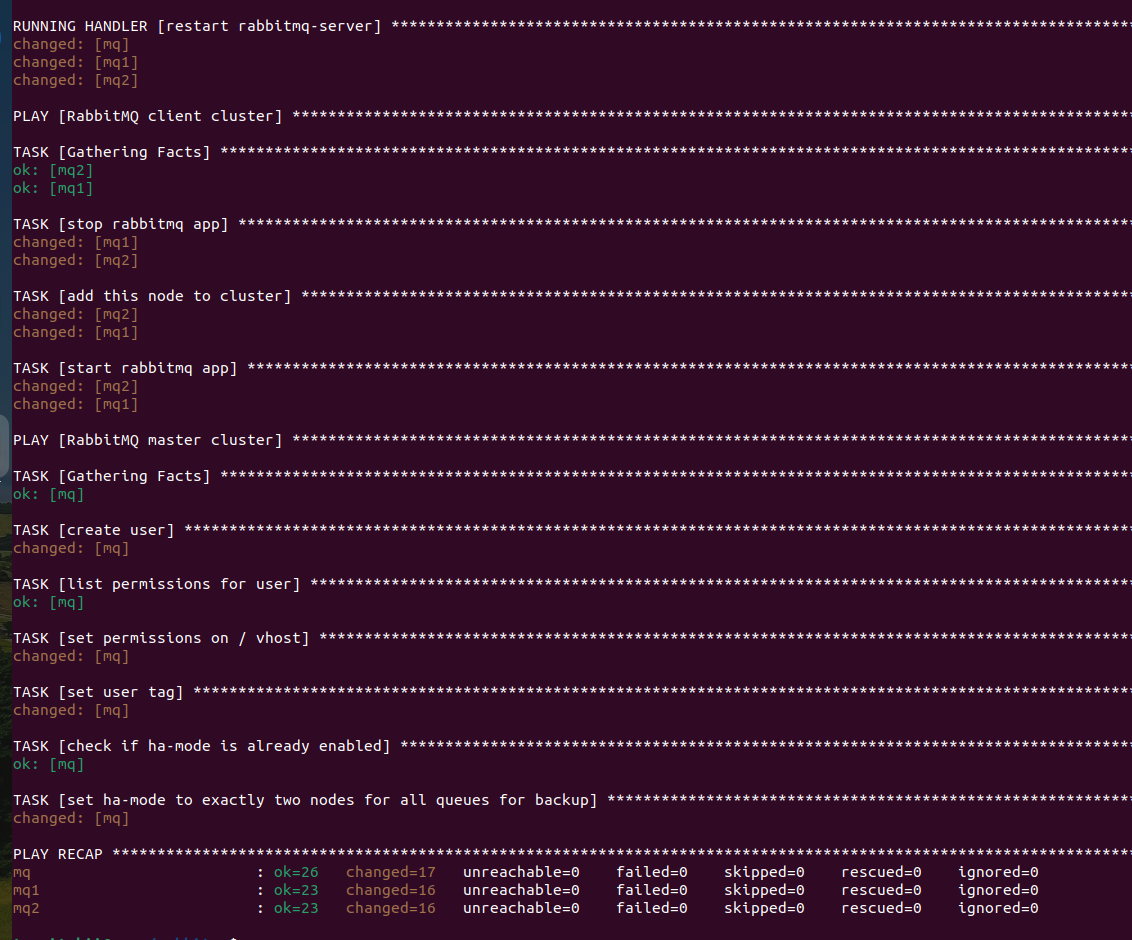 RUNNING HANDLER [restart rabbitmq-server] **********************************************************************************
changed: [mq]
changed: [mq1]
changed: [mq2]
PLAY [RabbitMQ client cluster] *********************************************************************************************
TASK [Gathering Facts] *****************************************************************************************************
ok: [mq2]
ok: [mq1]
TASK [stop rabbitmq app] ***************************************************************************************************
changed: [mq1]
changed: [mq2]
TASK [add this node to cluster] ********************************************************************************************
changed: [mq2]
changed: [mq1]
TASK [start rabbitmq app] **************************************************************************************************
changed: [mq2]
changed: [mq1]
PLAY [RabbitMQ master cluster] *********************************************************************************************
TASK [Gathering Facts] *****************************************************************************************************
ok: [mq]
TASK [create user] *********************************************************************************************************
changed: [mq]
TASK [list permissions for user] *******************************************************************************************
ok: [mq]
TASK [set permissions on / vhost] ******************************************************************************************
changed: [mq]
TASK [set user tag] ********************************************************************************************************
changed: [mq]
TASK [check if ha-mode is already enabled] *********************************************************************************
ok: [mq]
TASK [set ha-mode to exactly two nodes for all queues for backup] **********************************************************
changed: [mq]
PLAY RECAP *****************************************************************************************************************
mq : ok=26 changed=17 unreachable=0 failed=0 skipped=0 rescued=0 ignored=0
mq1 : ok=23 changed=16 unreachable=0 failed=0 skipped=0 rescued=0 ignored=0
mq2 : ok=23 changed=16 unreachable=0 failed=0 skipped=0 rescued=0 ignored=0